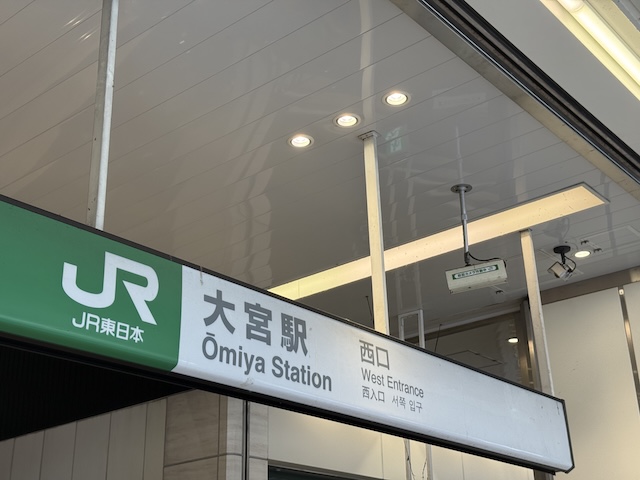 JR
JR東日本
大宮駅
Ōmiya Station
西口
West Entrance
西入口 서쪽 입구